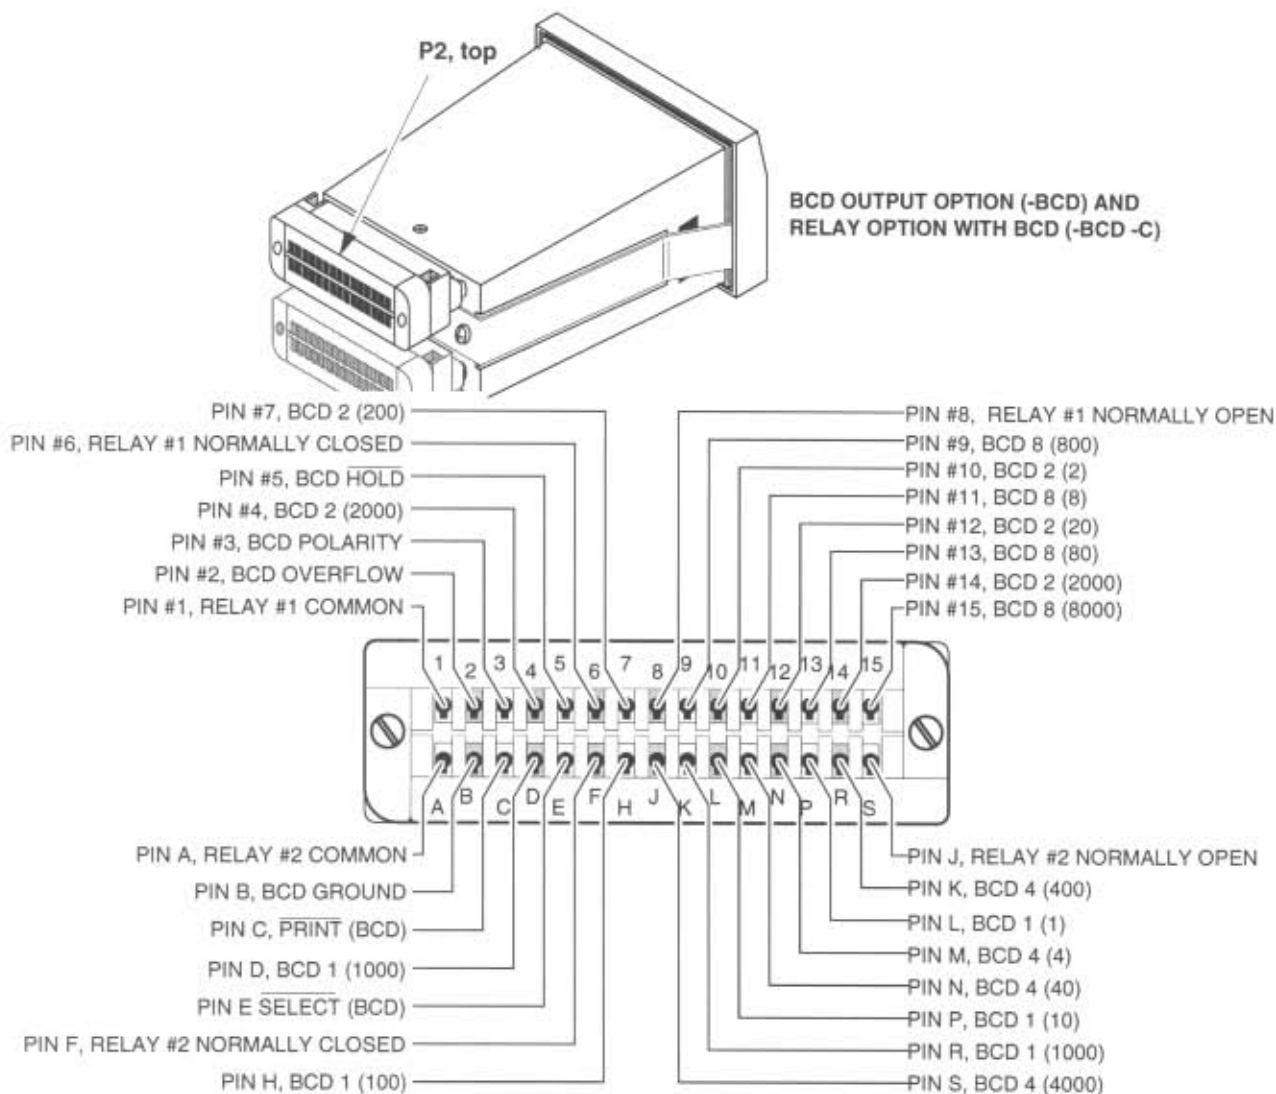 P2, top
BCD OUTPUT OPTION (-BCD) AND
RELAY OPTION WITH BCD (-BCD -C)
PIN #7, BCD 2 (200)
PIN #6, RELAY #1 NORMALLY CLOSED
PIN #5, BCD HOLD
PIN #4, BCD 2 (2000)
PIN #3, BCD POLARITY
PIN #2, BCD OVERFLOW
PIN #1, RELAY #1 COMMON
PIN #8, RELAY #1 NORMALLY OPEN
PIN #9, BCD 8 (800)
PIN #10, BCD 2 (2)
PIN #11, BCD 8 (8)
PIN #12, BCD 2 (20)
PIN #13, BCD 8 (80)
PIN #14, BCD 2 (2000)
PIN #15, BCD 8 (8000)
1 2 3 4 5 6 7 8 9 10 11 12 13 14 15
A B C D E F H J K L M N P R S
PIN A, RELAY #2 COMMON
PIN B, BCD GROUND
PIN C, PRINT (BCD)
PIN D, BCD 1 (1000)
PIN E SELECT (BCD)
PIN F, RELAY #2 NORMALLY CLOSED
PIN H, BCD 1 (100)
PIN J, RELAY #2 NORMALLY OPEN
PIN K, BCD 4 (400)
PIN L, BCD 1 (1)
PIN M, BCD 4 (4)
PIN N, BCD 4 (40)
PIN P, BCD 1 (10)
PIN R, BCD 1 (1000)
PIN S, BCD 4 (4000)